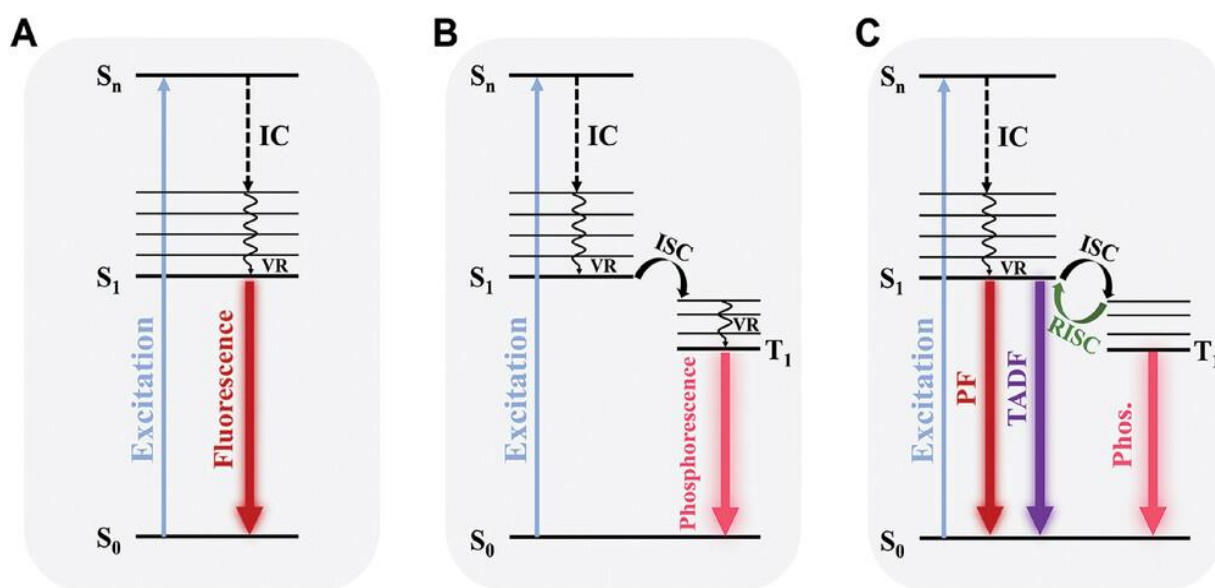 A
Sₙ
IC
VR
S₁
Excitation
Fluorescence
S₀
B
Sₙ
IC
VR
S₁
ISC
VR
T₁
Excitation
Phosphorescence
S₀
C
Sₙ
IC
VR
S₁
ISC
RISC
T₁
Excitation
PF
TADF
Phos.
S₀